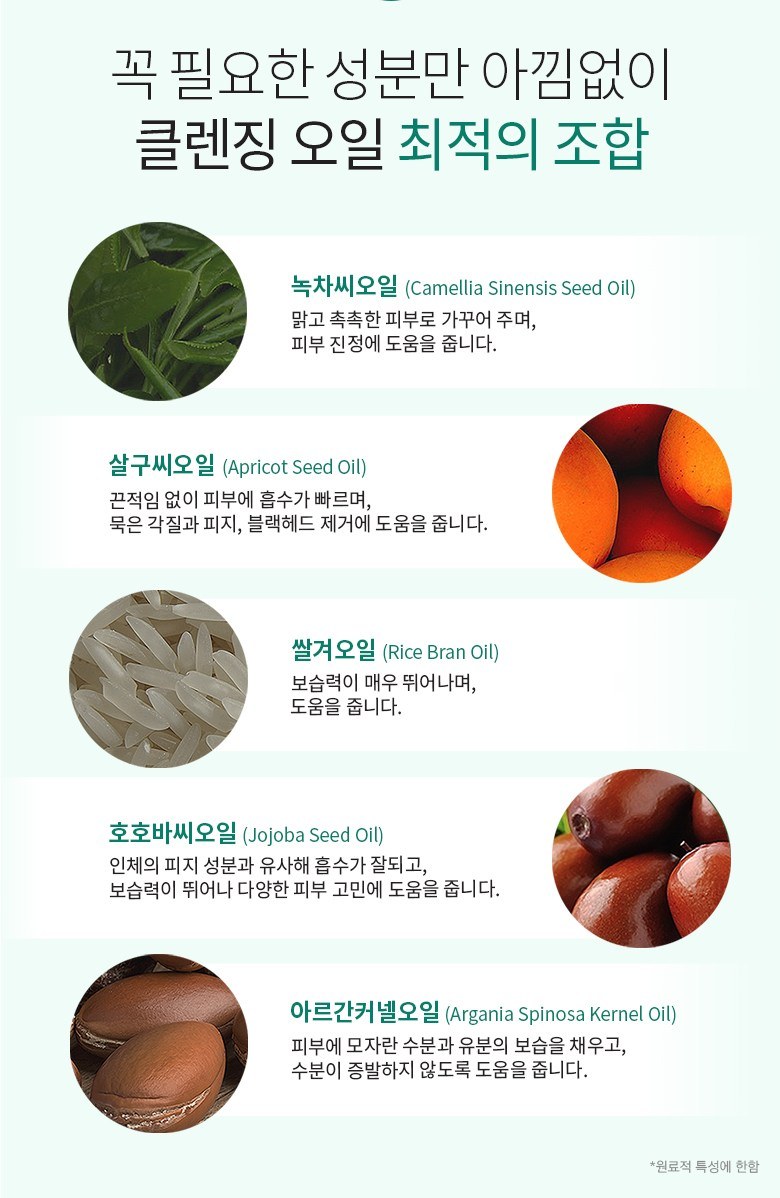 꼭 필요한 성분만 아낌없이
클렌징 오일 최적의 조합
녹차씨오일 (Camellia Sinensis Seed Oil)
맑고 촉촉한 피부로 가꾸어 주며,
피부 진정에 도움을 줍니다.
살구씨오일 (Apricot Seed Oil)
끈적임 없이 피부에 흡수가 빠르며,
묵은 각질과 피지, 블랙헤드 제거에 도움을 줍니다.
쌀겨오일 (Rice Bran Oil)
보습력이 매우 뛰어나며,
도움을 줍니다.
호호바씨오일 (Jojoba Seed Oil)
인체의 피지 성분과 유사해 흡수가 잘되고,
보습력이 뛰어나 다양한 피부 고민에 도움을 줍니다.
아르간커넬오일 (Argania Spinosa Kernel Oil)
피부에 모자란 수분과 유분의 보습을 채우고,
수분이 증발하지 않도록 도움을 줍니다.
*원료적 특성에 한함